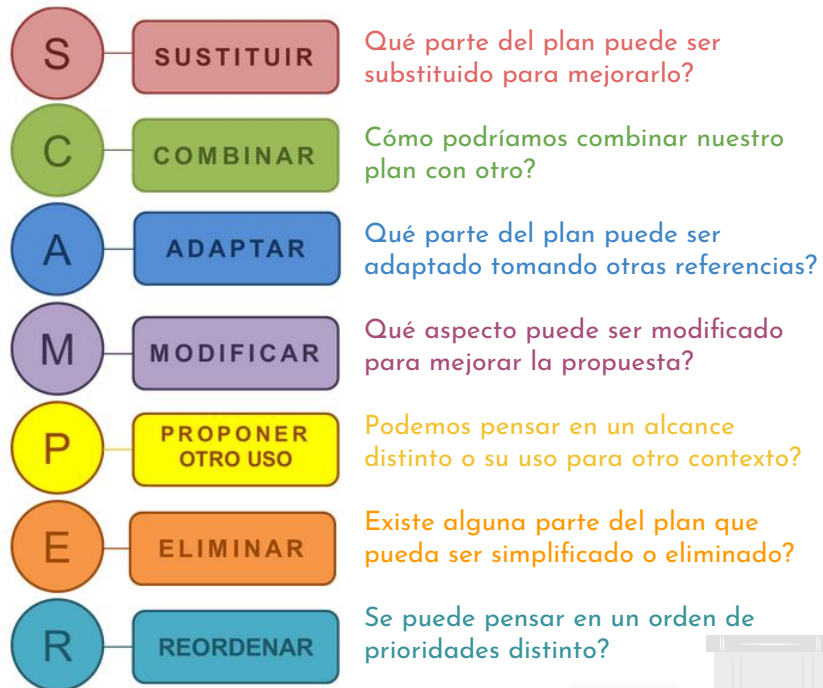 S
SUSTITUIR
Qué parte del plan puede ser
substituido para mejorarlo?
C
COMBINAR
Cómo podríamos combinar nuestro
plan con otro?
A
ADAPTAR
Qué parte del plan puede ser
adaptado tomando otras referencias?
M
MODIFICAR
Qué aspecto puede ser modificado
para mejorar la propuesta?
P
PROPONER
OTRO USO
Podemos pensar en un alcance
distinto o su uso para otro contexto?
E
ELIMINAR
Existe alguna parte del plan que
pueda ser simplificado o eliminado?
R
REORDENAR
Se puede pensar en un orden de
prioridades distinto?